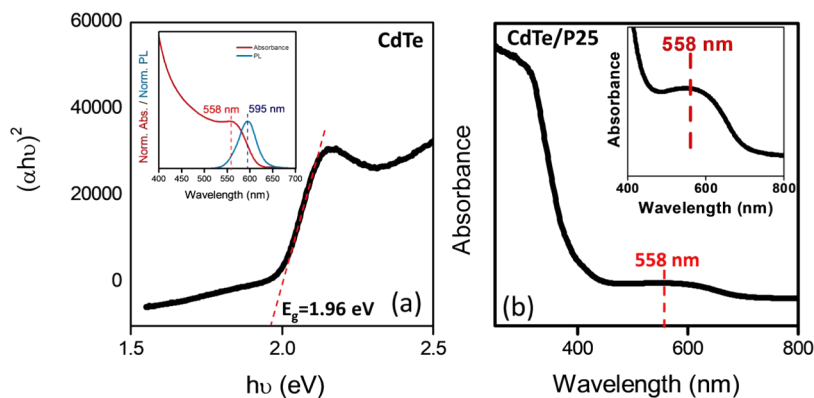 60000
40000
20000
0
(αhυ)²
1.5
2.0
2.5
hυ (eV)
CdTe
Absorbance
PL
Norm. Abs. / Norm. PL
558 nm
595 nm
400 450 500 550 600 650 700
Wavelength (nm)
E_g=1.96 eV
(a)
CdTe/P25
Absorbance
558 nm
(b)
400
600
800
Wavelength (nm)
558 nm
Absorbance
400
600
800
Wavelength (nm)